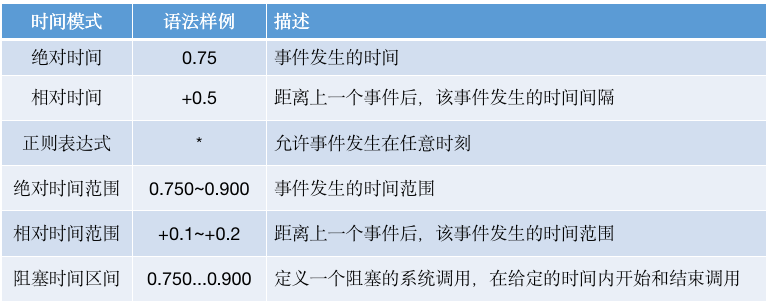 时间模式 语法样例 描述
绝对时间 0.75 事件发生的时间
相对时间 +0.5 距离上一个事件后，该事件发生的时间间隔
正则表达式 * 允许事件发生在任意时刻
绝对时间范围 0.750~0.900 事件发生的时间范围
相对时间范围 +0.1~+0.2 距离上一个事件后，该事件发生的时间范围
阻塞时间区间 0.750...0.900 定义一个阻塞的系统调用，在给定的时间内开始和结束调用